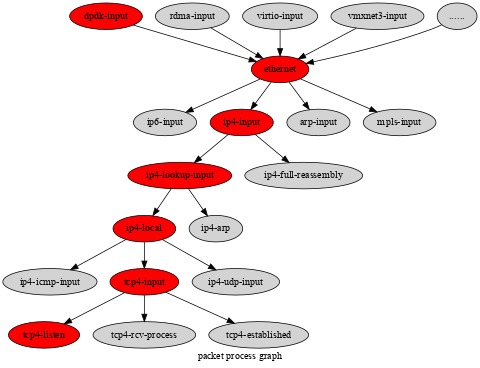 dpdk-input rdma-input virtio-input vmxnet3-input ......
ethernet
ip6-input ip4-input arp-input mpls-input
ip4-lookup-input ip4-full-reassembly
ip4-local ip4-arp
ip4-icmp-input tcp4-input ip4-udp-input
tcp4-listen tcp4-rcv-process tcp4-established
packet process graph